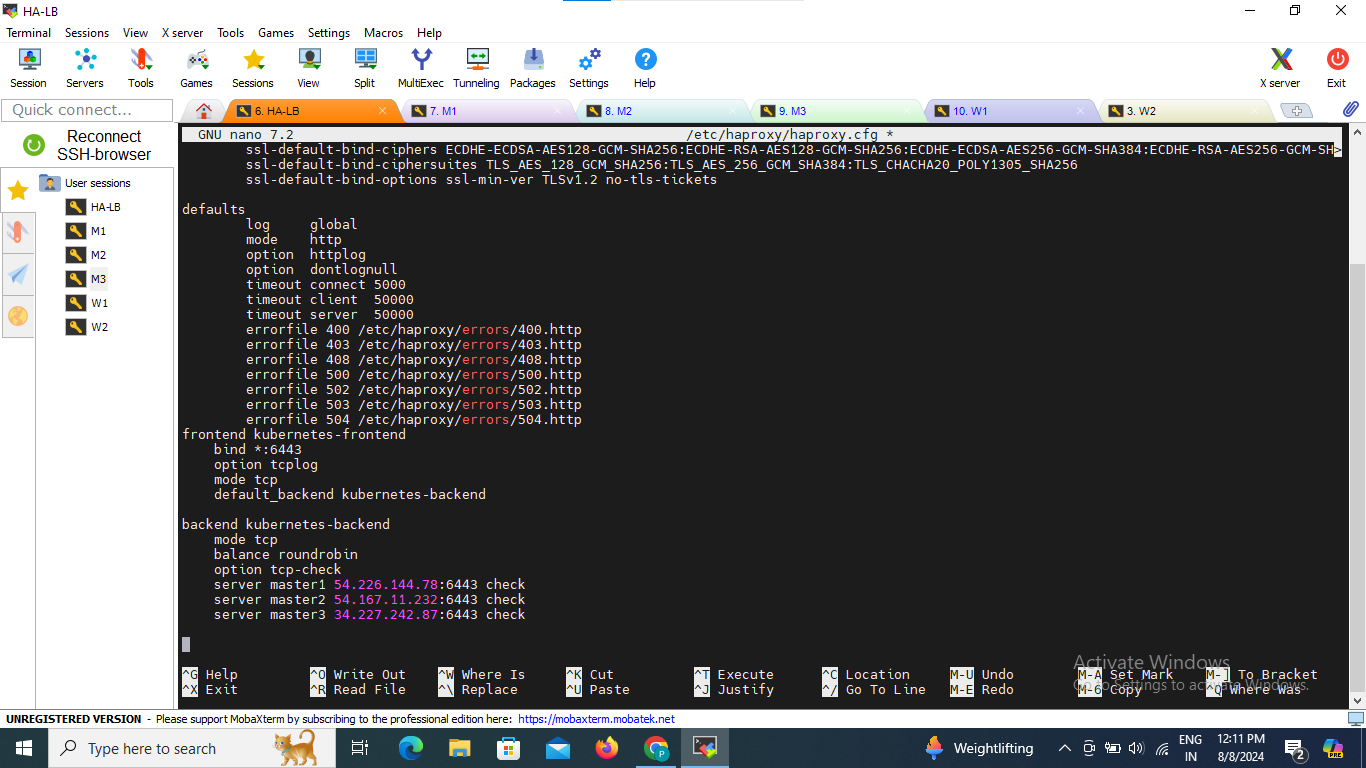 HA-LB
Terminal Sessions View X server Tools Games Settings Macros Help
Session Servers Tools Games Sessions View Split MultiExec Tunneling Packages Settings Help X server Exit
Quick connect...
6. HA-LB 7. M1 8. M2 9. M3 10. W1 3. W2
Reconnect
SSH-browser
User sessions
HA-LB
M1
M2
M3
W1
W2
GNU nano 7.2 /etc/haproxy/haproxy.cfg *
ssl-default-bind-ciphers ECDHE-ECDSA-AES128-GCM-SHA256:ECDHE-RSA-AES128-GCM-SHA256:ECDHE-ECDSA-AES256-GCM-SHA384:ECDHE-RSA-AES256-GCM-SH>
ssl-default-bind-ciphersuites TLS_AES_128_GCM_SHA256:TLS_AES_256_GCM_SHA384:TLS_CHACHA20_POLY1305_SHA256
ssl-default-bind-options ssl-min-ver TLSv1.2 no-tls-tickets
defaults
log global
mode http
option httplog
option dontlognull
timeout connect 5000
timeout client 50000
timeout server 50000
errorfile 400 /etc/haproxy/errors/400.http
errorfile 403 /etc/haproxy/errors/403.http
errorfile 408 /etc/haproxy/errors/408.http
errorfile 500 /etc/haproxy/errors/500.http
errorfile 502 /etc/haproxy/errors/502.http
errorfile 503 /etc/haproxy/errors/503.http
errorfile 504 /etc/haproxy/errors/504.http
frontend kubernetes-frontend
bind *:6443
option tcplog
mode tcp
default_backend kubernetes-backend
backend kubernetes-backend
mode tcp
balance roundrobin
option tcp-check
server master1 54.226.144.78:6443 check
server master2 54.167.11.232:6443 check
server master3 34.227.242.87:6443 check
^G Help ^O Write Out ^W Where Is ^K Cut ^T Execute ^C Location M-U Undo M-A Set Mark M-] To Bracket
^X Exit ^R Read File ^\ Replace ^U Paste ^J Justify ^/ Go To Line M-E Redo M-6 Copy ^Q Where Was
Activate Windows
Go to Settings to activate Windows.
UNREGISTERED VERSION - Please support MobaXterm by subscribing to the professional edition here: https://mobaxterm.mobatek.net
Type here to search
Weightlifting
ENG
IN
12:11 PM
8/8/2024
2
PRE